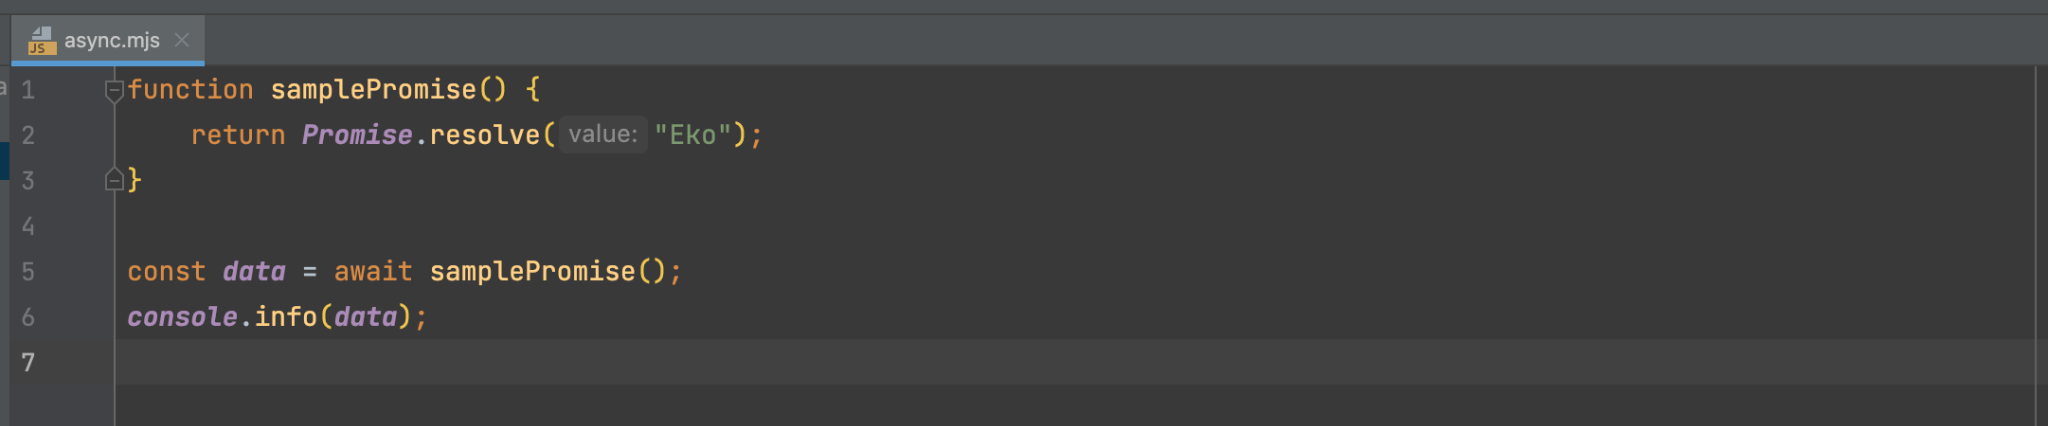 JS async.mjs
1 function samplePromise() {
2     return Promise.resolve( value: "Eko");
3 }
4
5 const data = await samplePromise();
6 console.info(data);
7